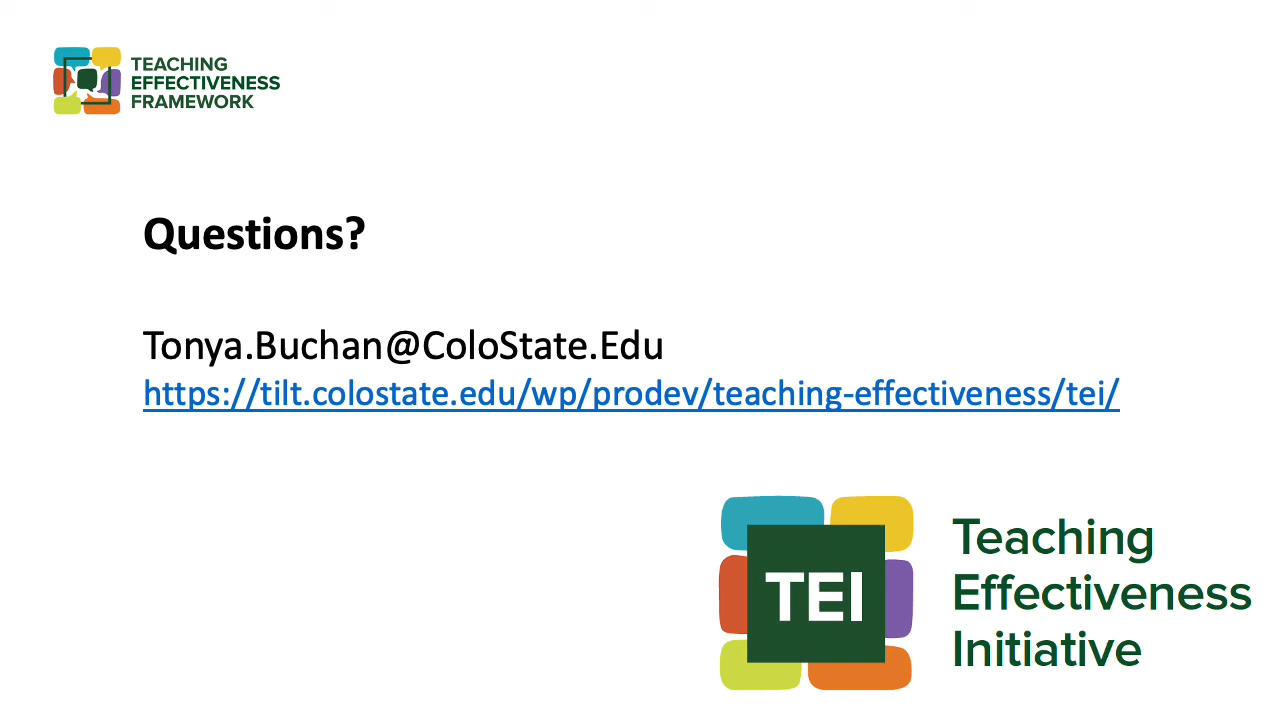 TEACHING
EFFECTIVENESS
FRAMEWORK
Questions?
Tonya.Buchan@ColoState.Edu
https://tilt.colostate.edu/wp/prodev/teaching-effectiveness/tei/
TEI
Teaching
Effectiveness
Initiative